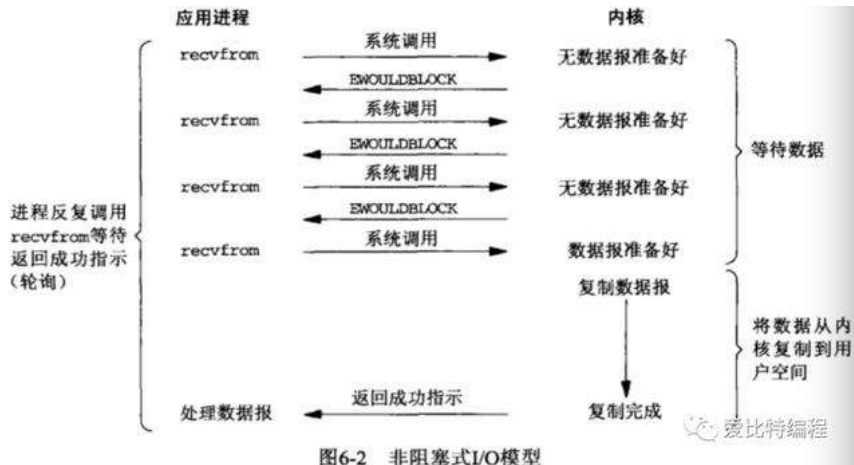 应用进程
内核
recvfrom
系统调用
无数据报准备好
EWOULDBLOCK
recvfrom
系统调用
无数据报准备好
EWOULDBLOCK
recvfrom
系统调用
无数据报准备好
EWOULDBLOCK
recvfrom
系统调用
数据报准备好
进程反复调用
recvfrom等待
返回成功指示
（轮询）
等待数据
复制数据报
将数据从内
核复制到用
户空间
处理数据报
返回成功指示
复制完成
爱比特编程
图6-2 非阻塞式I/O模型